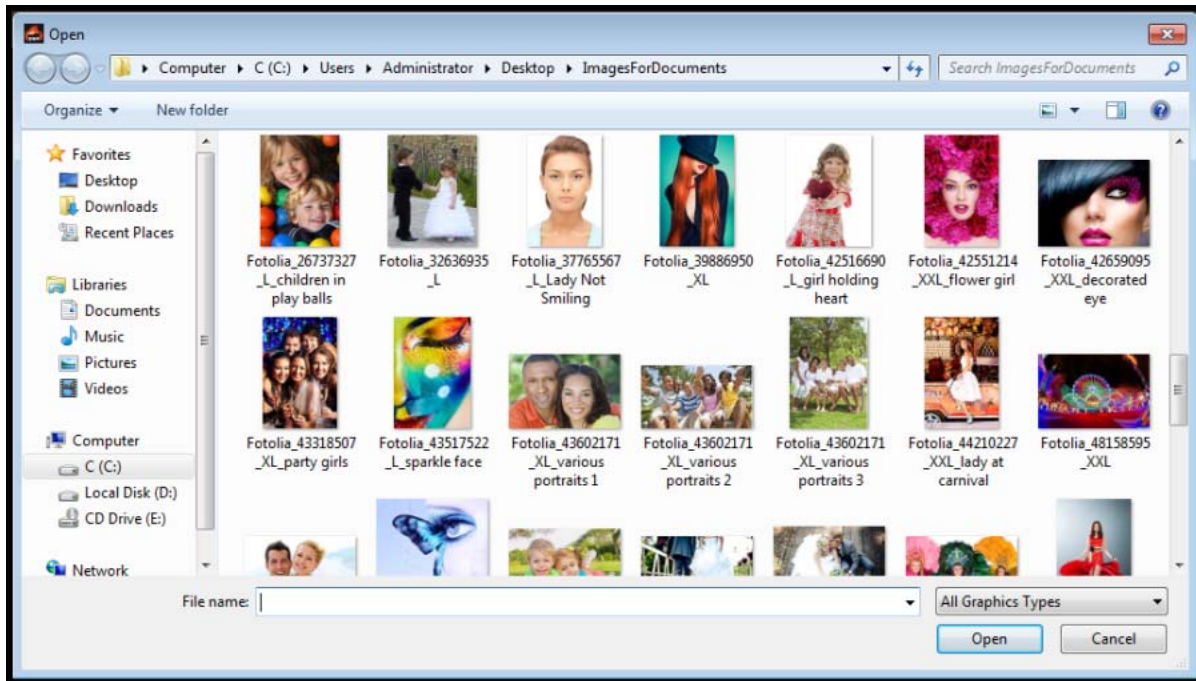 Open
Computer C (C:) Users Administrator Desktop ImagesForDocuments
Search ImagesForDocuments
Organize New folder
Favorites
Desktop
Downloads
Recent Places
Libraries
Documents
Music
Pictures
Videos
Computer
C (C:)
Local Disk (D:)
CD Drive (E:)
Network
Fotolia_26737327
_L_children in
play balls
Fotolia_32636935
_L
Fotolia_37765567
_L_Lady Not
Smiling
Fotolia_39886950
_XL
Fotolia_42516690
_L_girl holding
heart
Fotolia_42551214
_XXL_flower girl
Fotolia_42659095
_XXL_decorated
eye
Fotolia_43318507
_XL_party girls
Fotolia_43517522
_L_sparkle face
Fotolia_43602171
_XL_various
portraits 1
Fotolia_43602171
_XL_various
portraits 2
Fotolia_43602171
_XL_various
portraits 3
Fotolia_44210227
_XXL_lady at
carnival
Fotolia_48158595
_XXL
File name:
All Graphics Types
Open
Cancel